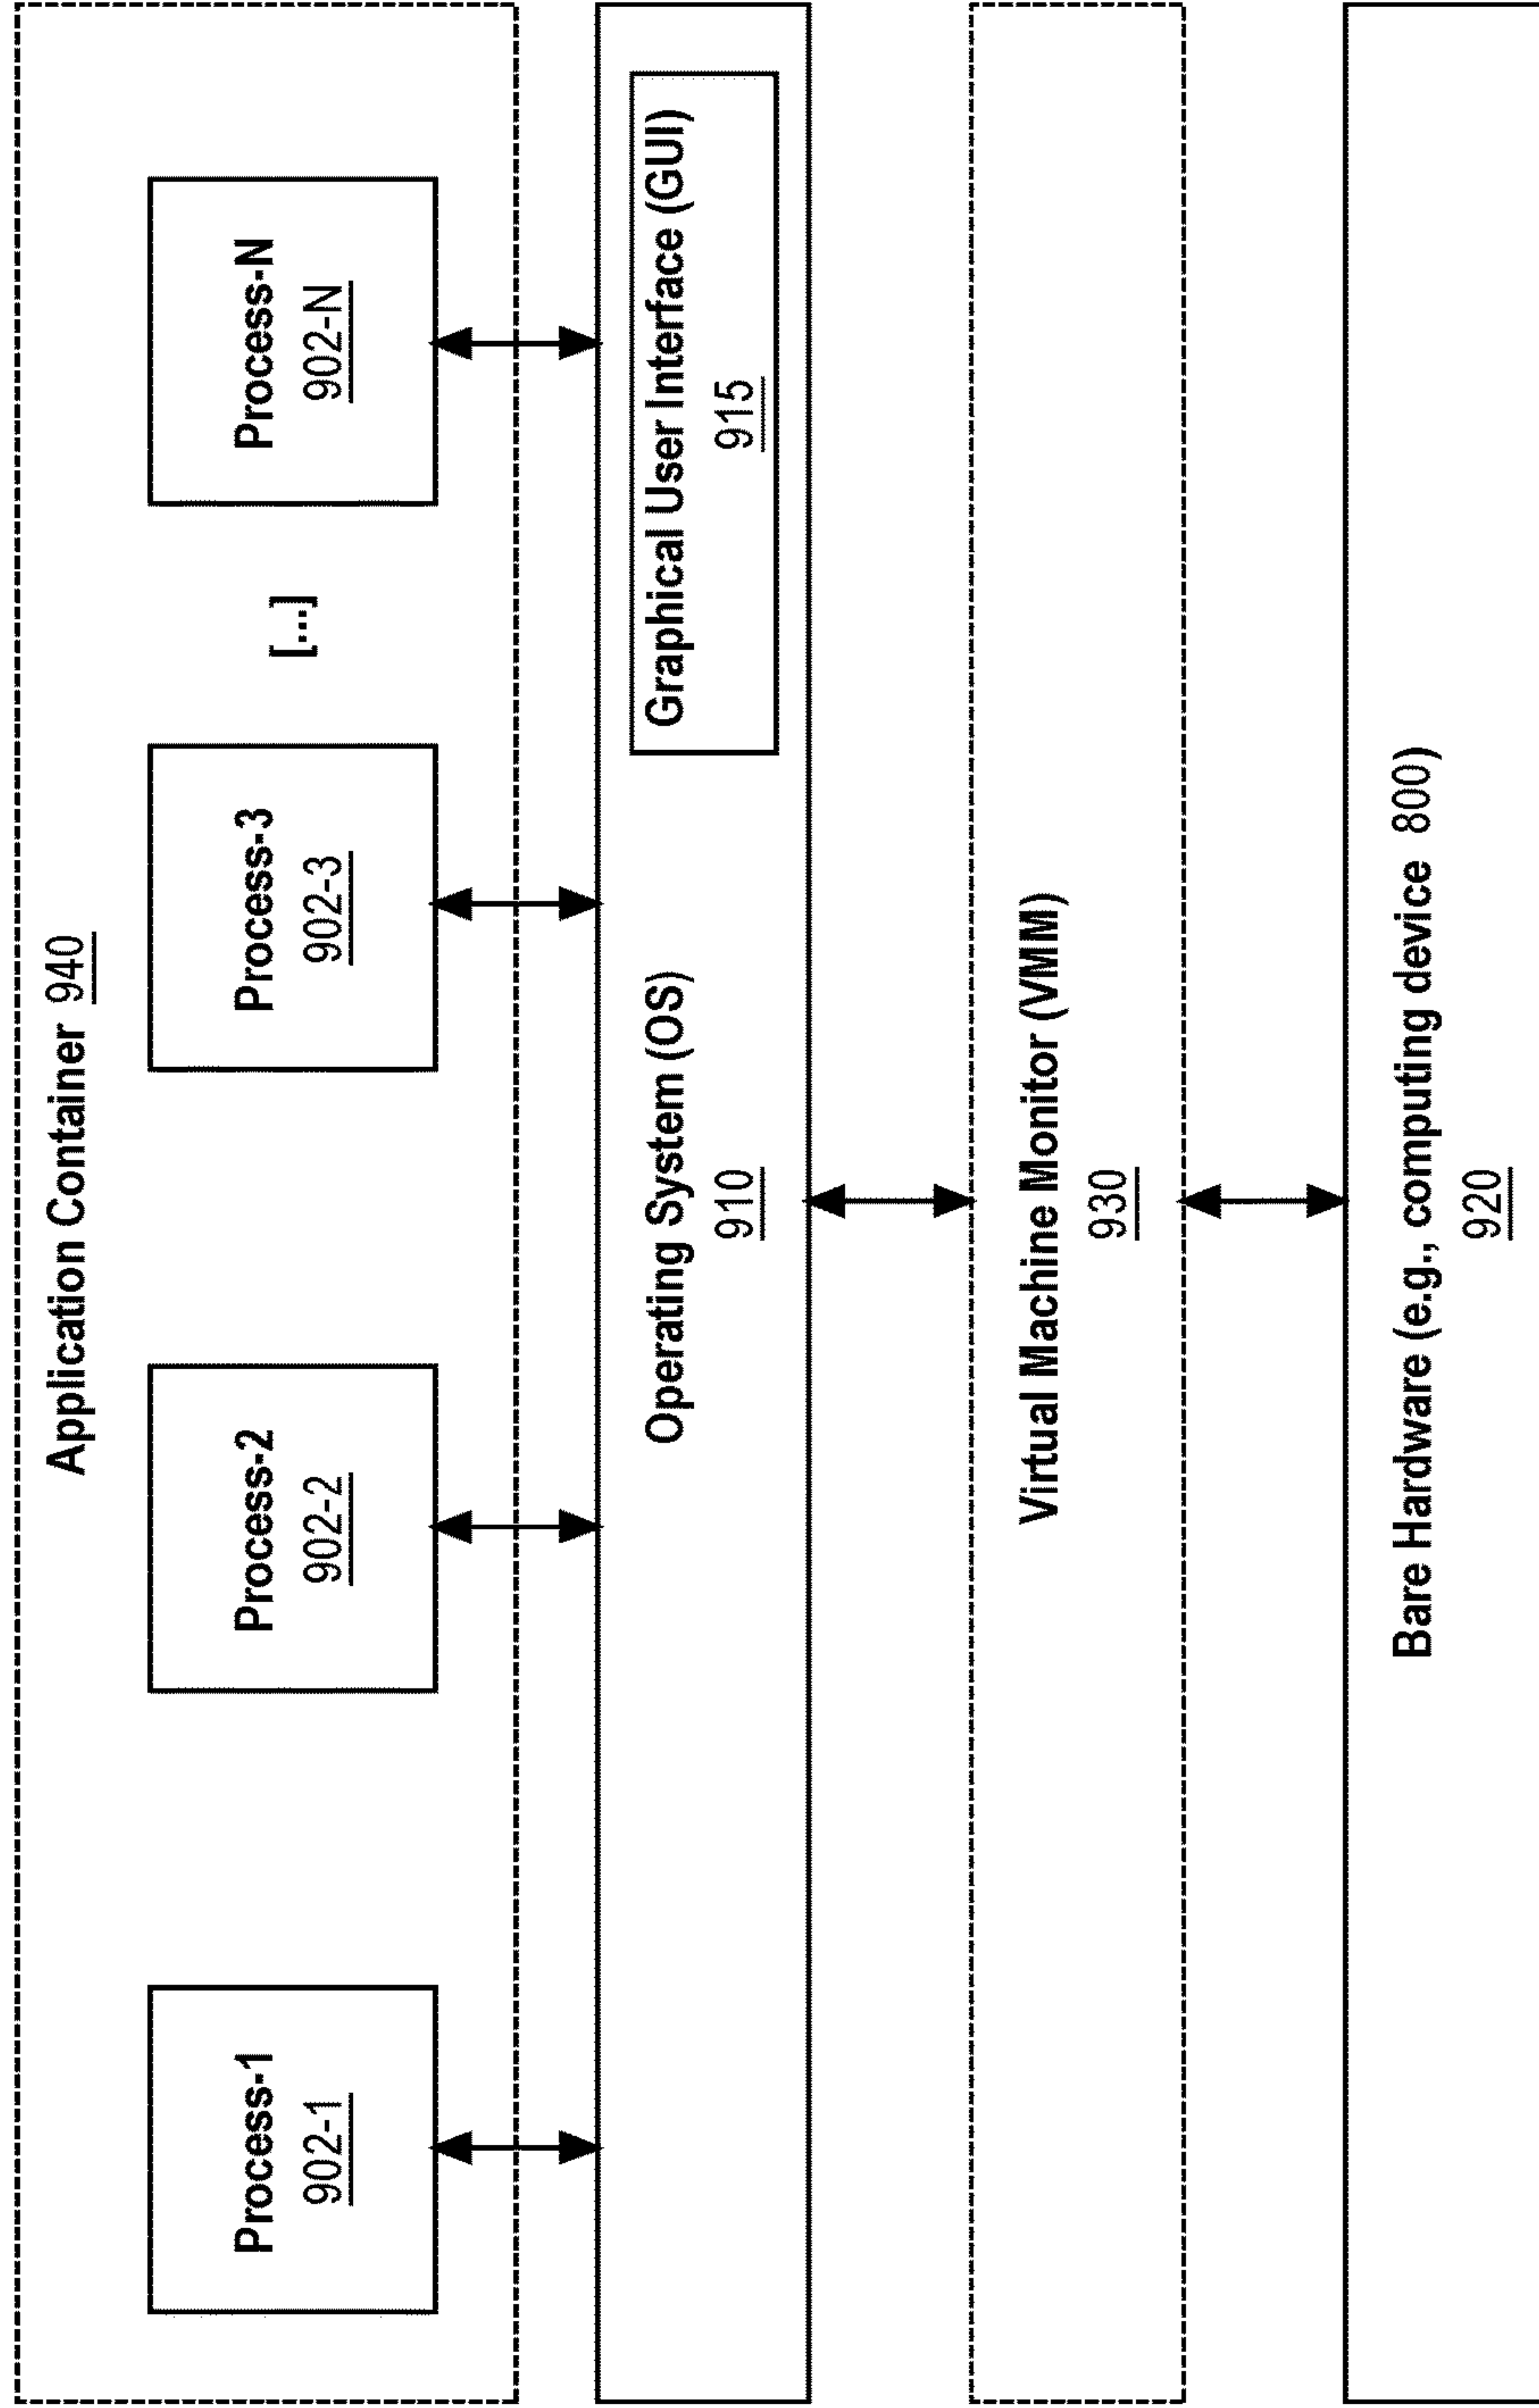 Application Container 940
Process-1
902-1
Process-2
902-2
Process-3
902-3
[...]
Process-N
902-N
Operating System (OS)
910
Graphical User Interface (GUI)
915
Virtual Machine Monitor (VMM)
930
Bare Hardware (e.g., computing device 800)
920